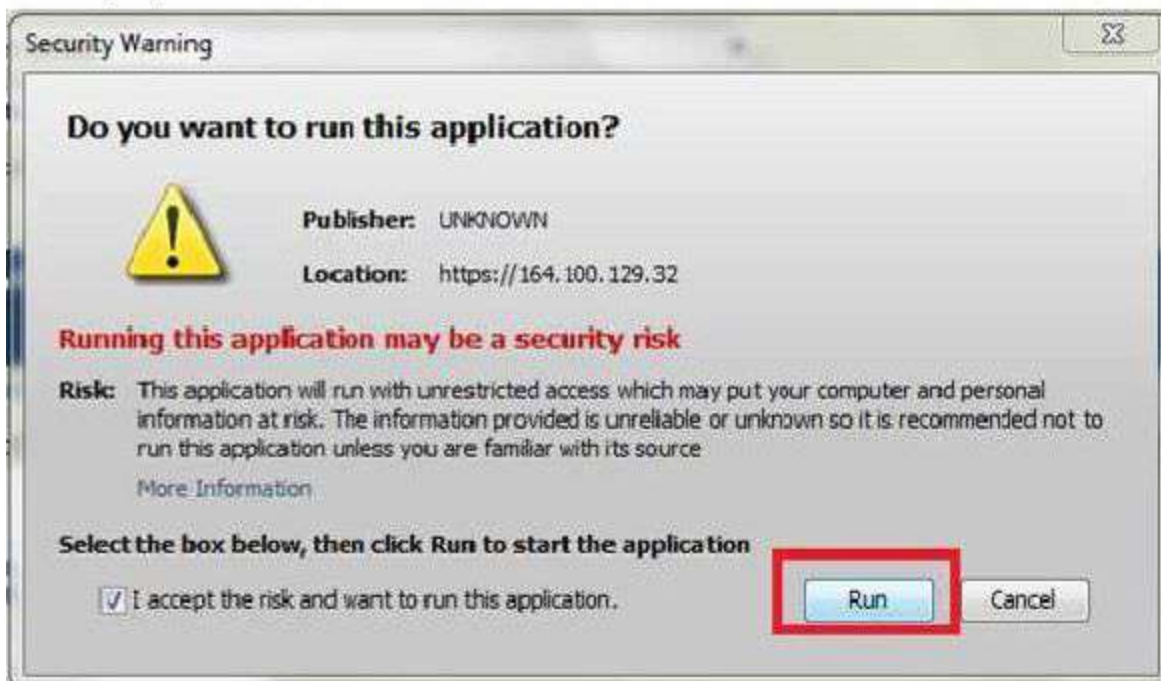 Security Warning
Do you want to run this application?
Publisher: UNKNOWN
Location: https://164.100.129.32
Running this application may be a security risk
Risk: This application will run with unrestricted access which may put your computer and personal
information at risk. The information provided is unreliable or unknown so it is recommended not to
run this application unless you are familiar with its source
More Information
Select the box below, then click Run to start the application
I accept the risk and want to run this application.
Run Cancel